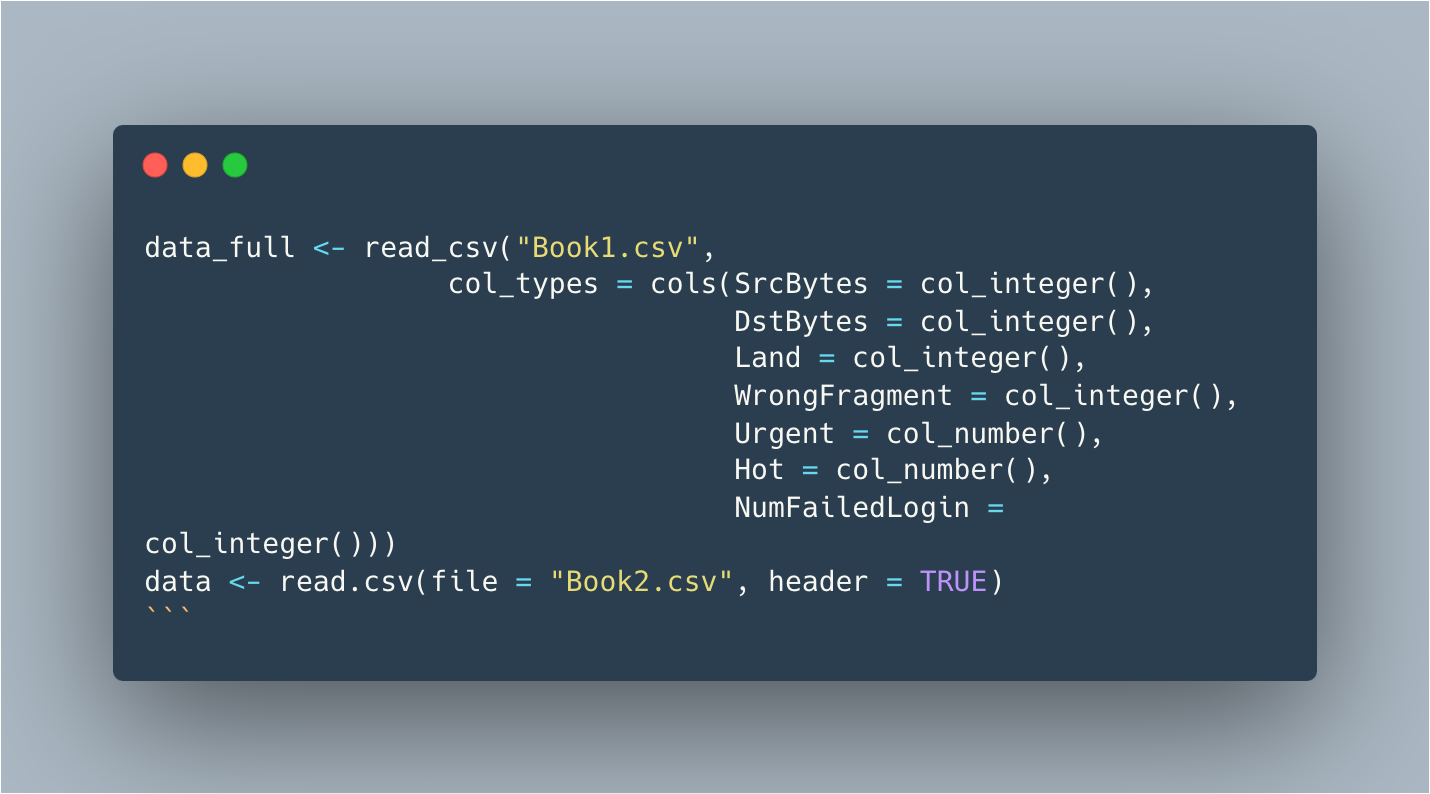 data_full <- read_csv("Book1.csv",
                  col_types = cols(SrcBytes = col_integer(),
                                   DstBytes = col_integer(),
                                   Land = col_integer(),
                                   WrongFragment = col_integer(),
                                   Urgent = col_number(),
                                   Hot = col_number(),
                                   NumFailedLogin =
col_integer()))
data <- read.csv(file = "Book2.csv", header = TRUE)
```